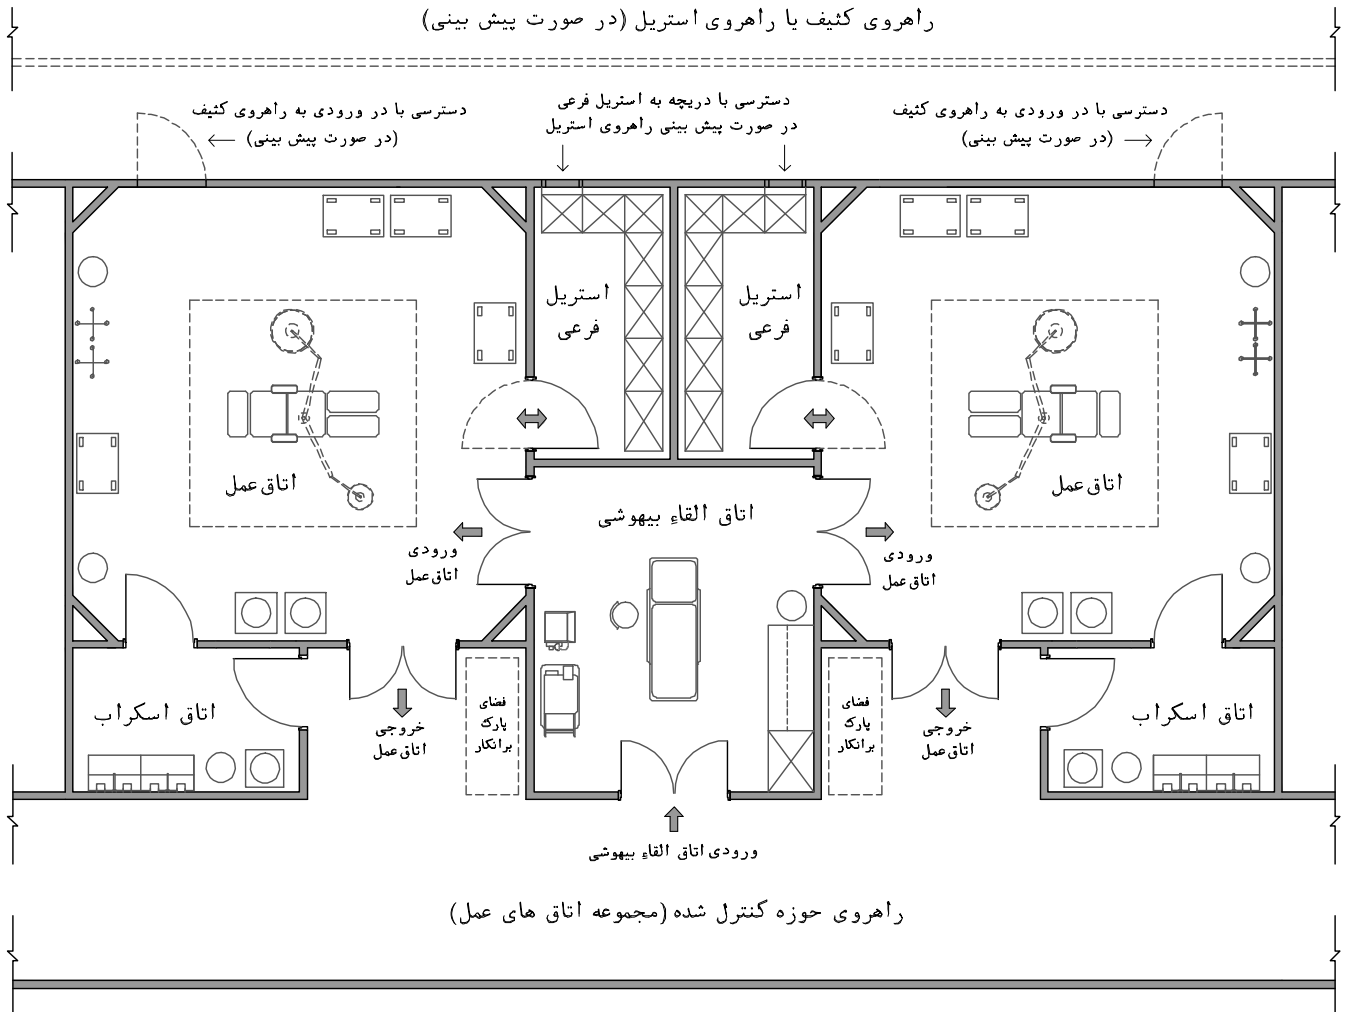 راهروی کثیف یا راهروی استریل (در صورت پیش بینی)
دسترسی با در ورودی به راهروی کثیف
(در صورت پیش بینی)
دسترسی با دریچه به استریل فرعی
در صورت پیش بینی راهروی استریل
دسترسی با در ورودی به راهروی کثیف
(در صورت پیش بینی)
استریل
فرعی
استریل
فرعی
اتاق عمل
اتاق عمل
اتاق القاءِ بیهوشی
ورودی
اتاق عمل
ورودی
اتاق عمل
اتاق اسکراب
فضای
پارک
برانکار
خروجی
اتاق عمل
فضای
پارک
برانکار
خروجی
اتاق عمل
اتاق اسکراب
ورودی اتاق القاءِ بیهوشی
راهروی حوزه کنترل شده (مجموعه اتاق های عمل)